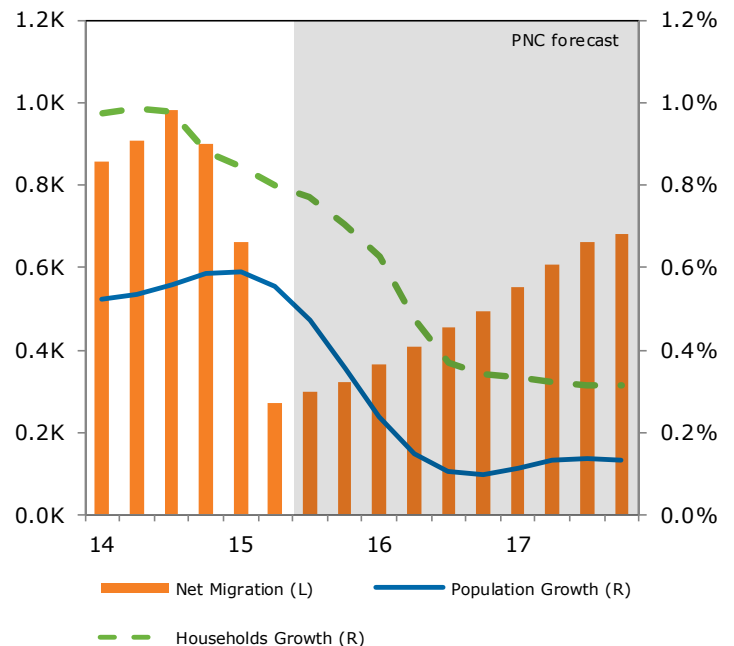 1.2K 1.2%
PNC forecast
1.0K 1.0%
0.8K 0.8%
0.6K 0.6%
0.4K 0.4%
0.2K 0.2%
0.0K 0.0%
14 15 16 17
Net Migration (L) Population Growth (R)
Households Growth (R)